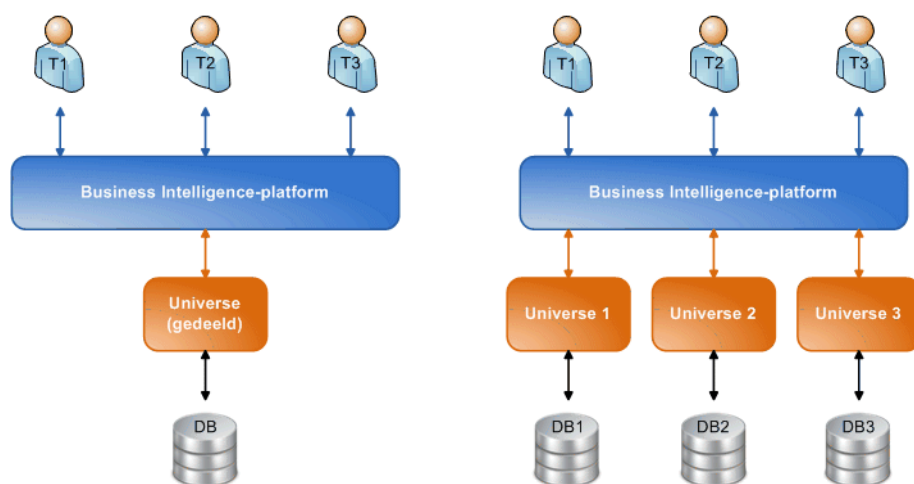 T1
T2
T3
Business Intelligence-platform
Universe
(gedeeld)
DB
T1
T2
T3
Business Intelligence-platform
Universe 1
Universe 2
Universe 3
DB1
DB2
DB3